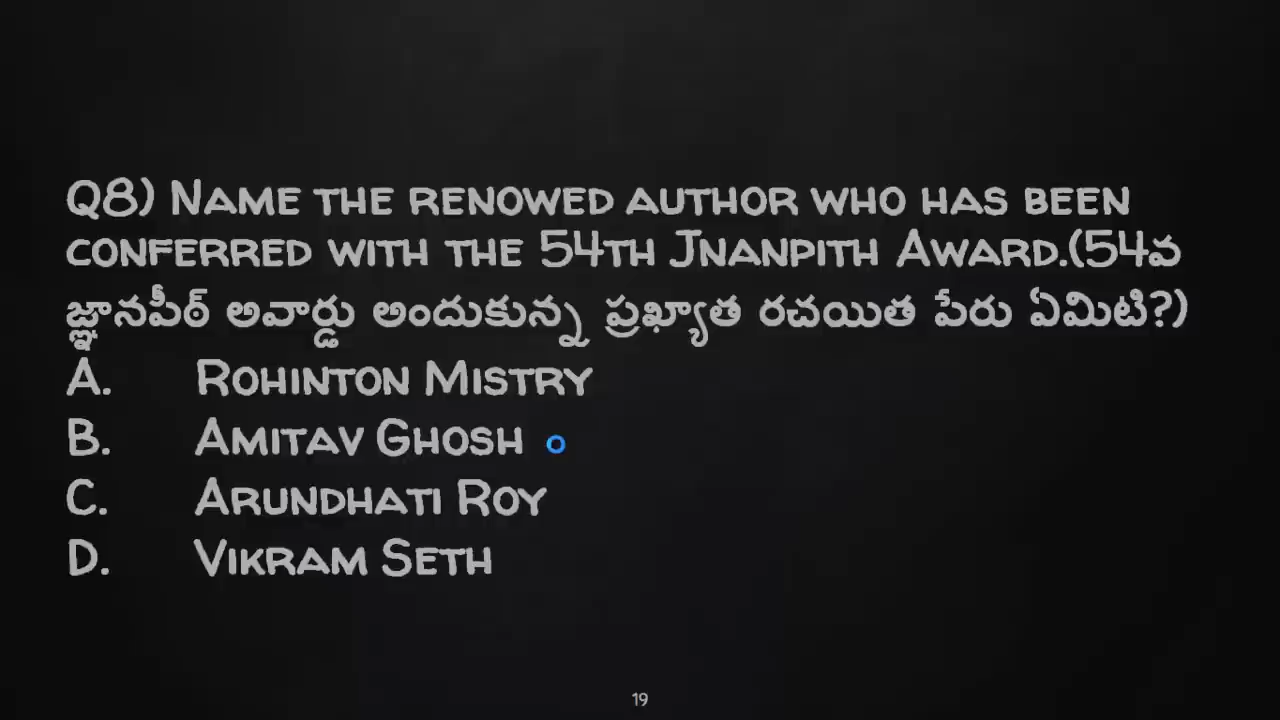 Q8) Name the renowed author who has been
conferred with the 54th Jnanpith Award.(54వ
జ్ఞానపీఠ్ అవార్డు అందుకున్న ప్రఖ్యాత రచయిత పేరు ఏమిటి?)
A. Rohinton Mistry
B. Amitav Ghosh
C. Arundhati Roy
D. Vikram Seth
19